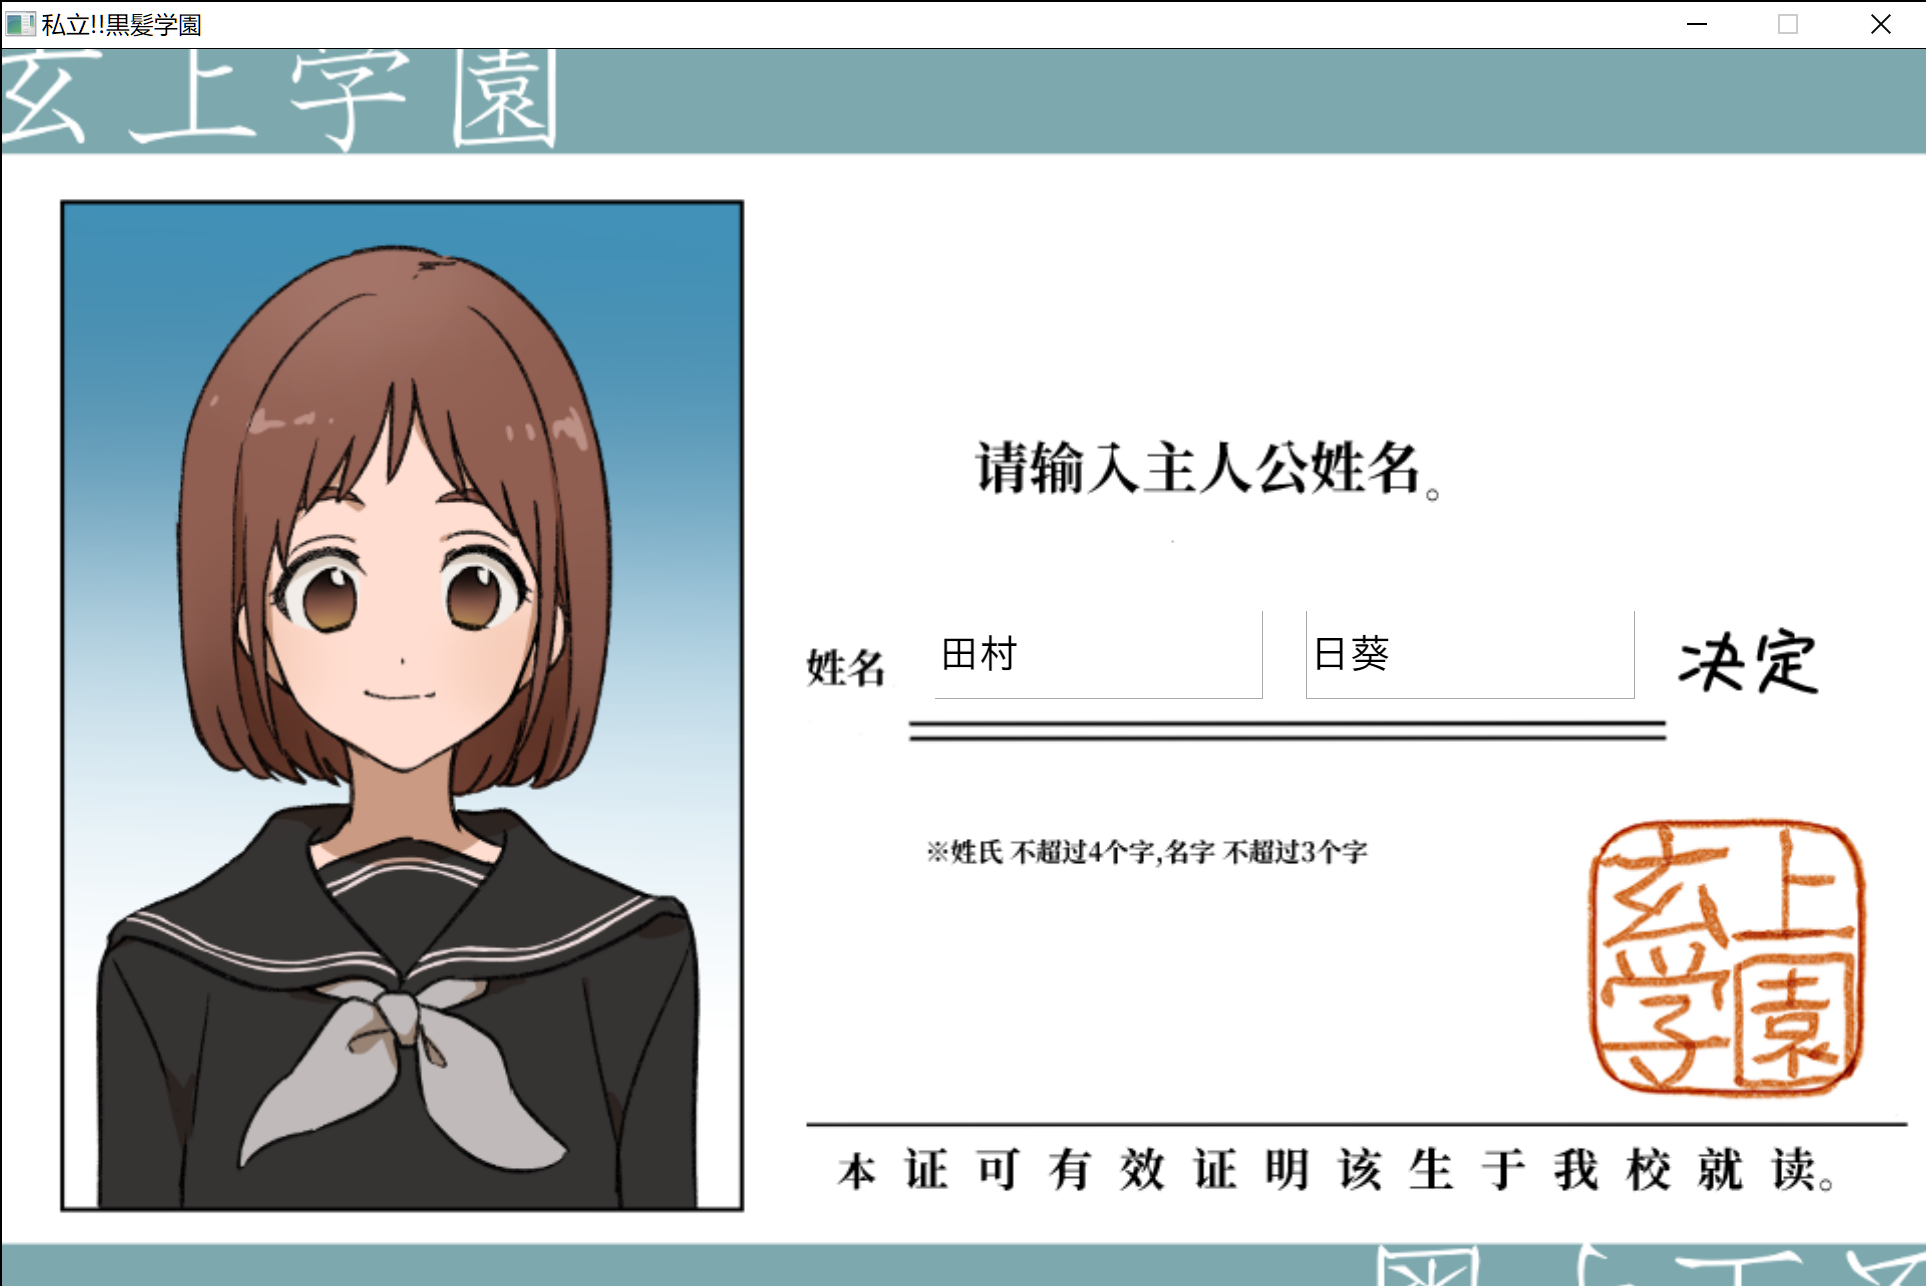 私立!!黒髪学園
玄上学園
请输入主人公姓名。
姓名 田村 日葵 决定
※姓氏 不超过4个字,名字 不超过3个字
玄上
学園
本证可有效证明该生于我校就读。